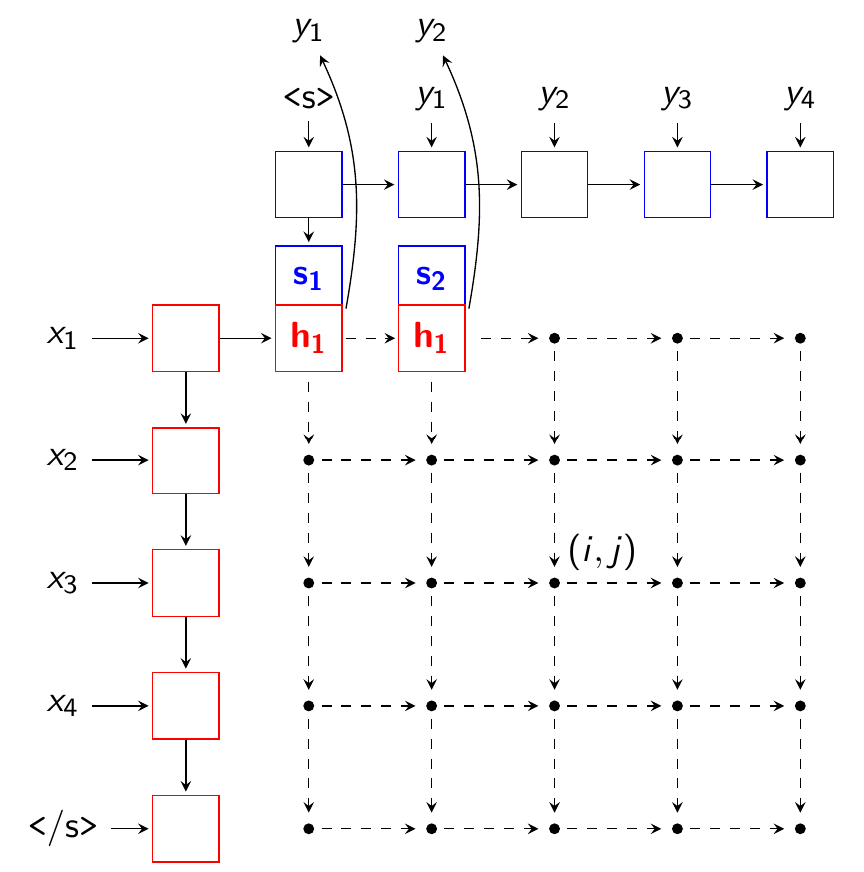 y₁ y₂
<s> y₁ y₂ y₃ y₄
s₁ s₂
x₁ h₁ h₁
x₂
(i, j)
x₃
x₄
</s>